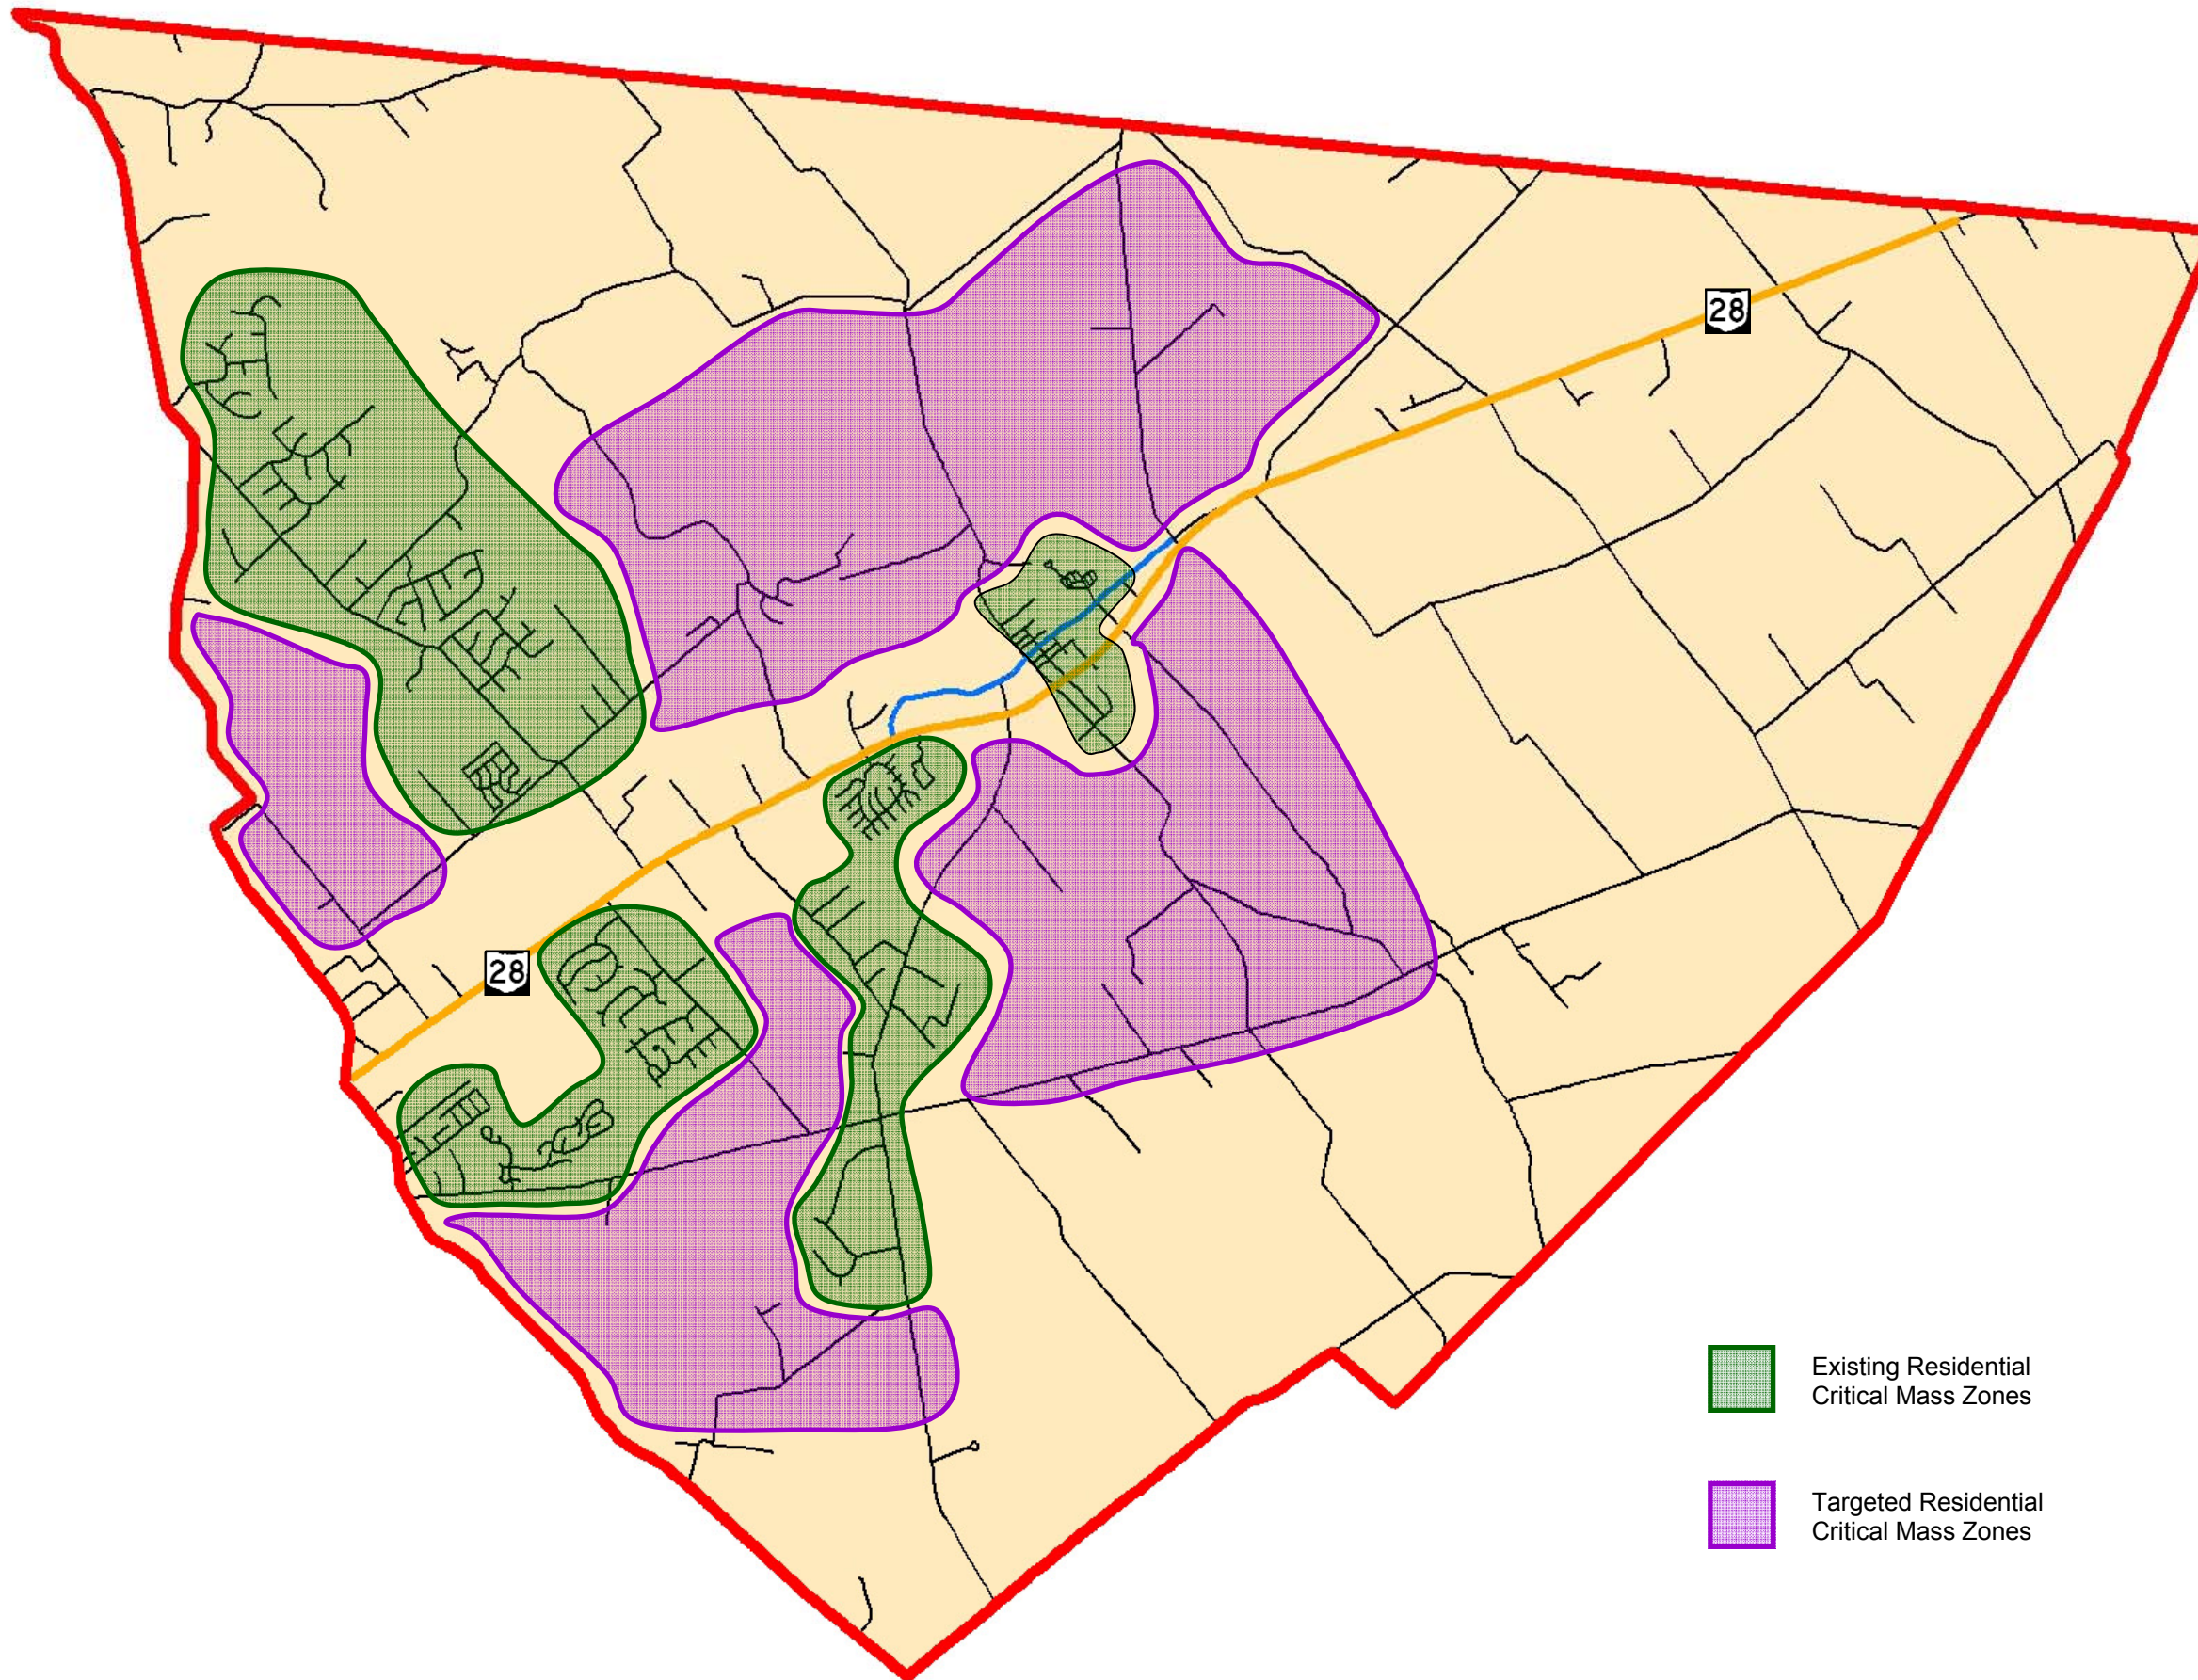 28
28
Existing Residential
Critical Mass Zones
Targeted Residential
Critical Mass Zones